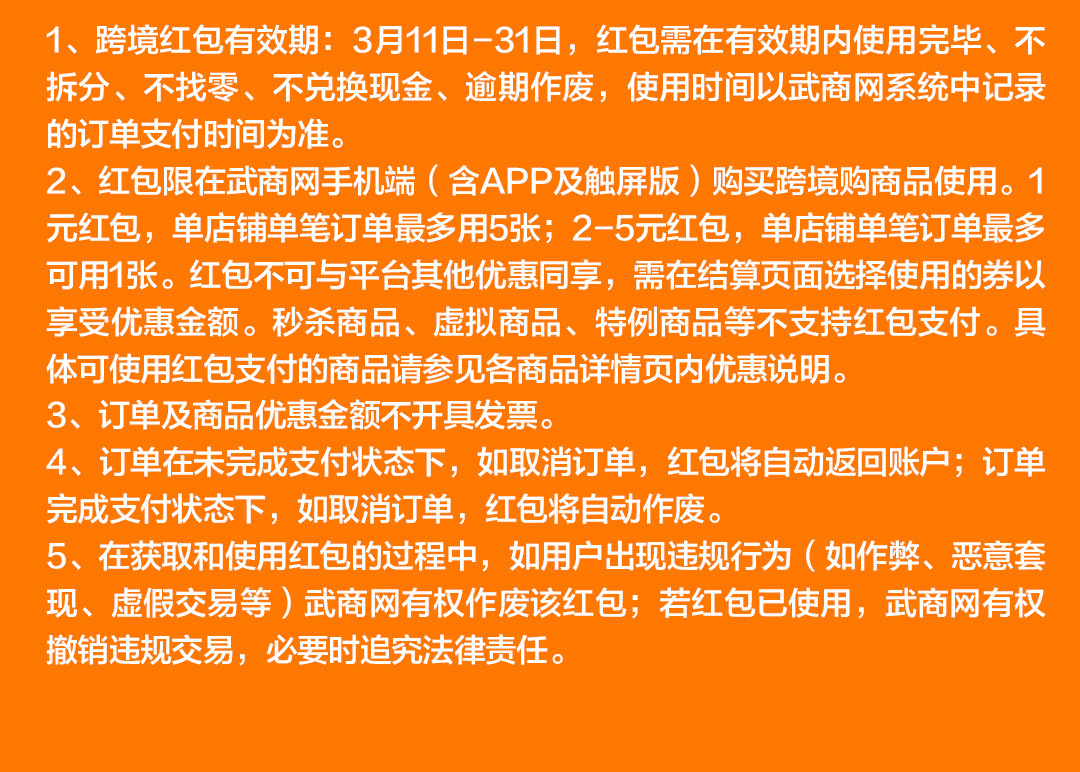 1、跨境红包有效期：3月11日-31日，红包需在有效期内使用完毕、不
拆分、不找零、不兑换现金、逾期作废，使用时间以武商网系统中记录
的订单支付时间为准。
2、红包限在武商网手机端（含APP及触屏版）购买跨境购商品使用。1
元红包，单店铺单笔订单最多用5张；2-5元红包，单店铺单笔订单最多
可用1张。红包不可与平台其他优惠同享，需在结算页面选择使用的券以
享受优惠金额。秒杀商品、虚拟商品、特例商品等不支持红包支付。具
体可使用红包支付的商品请参见各商品详情页内优惠说明。
3、订单及商品优惠金额不开具发票。
4、订单在未完成支付状态下，如取消订单，红包将自动返回账户；订单
完成支付状态下，如取消订单，红包将自动作废。
5、在获取和使用红包的过程中，如用户出现违规行为（如作弊、恶意套
现、虚假交易等）武商网有权作废该红包；若红包已使用，武商网有权
撤销违规交易，必要时追究法律责任。